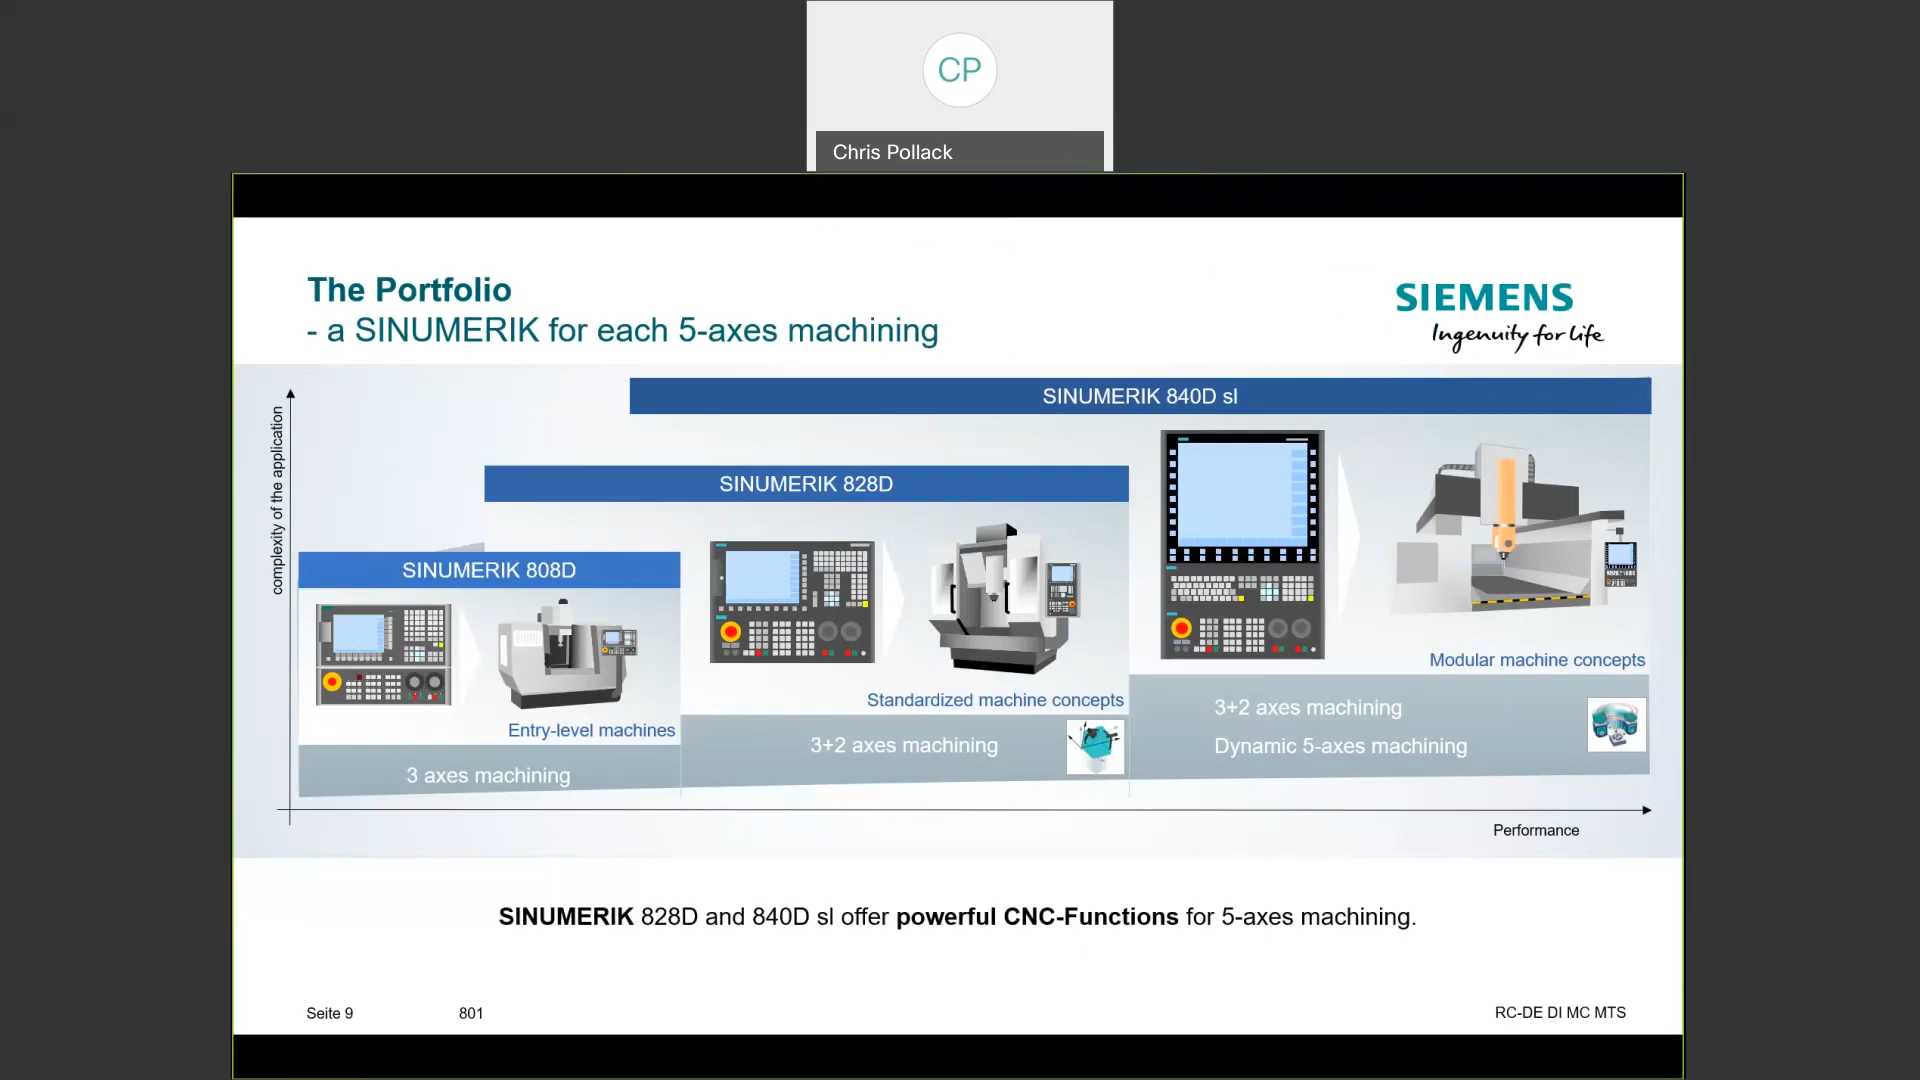 CP
Chris Pollack
The Portfolio
- a SINUMERIK for each 5-axes machining
SIEMENS
Ingenuity for life
complexity of the application
SINUMERIK 840D sl
SINUMERIK 828D
SINUMERIK 808D
Modular machine concepts
Standardized machine concepts
Entry-level machines
3+2 axes machining
Dynamic 5-axes machining
3+2 axes machining
3 axes machining
Performance
SINUMERIK 828D and 840D sl offer powerful CNC-Functions for 5-axes machining.
Seite 9
801
RC-DE DI MC MTS